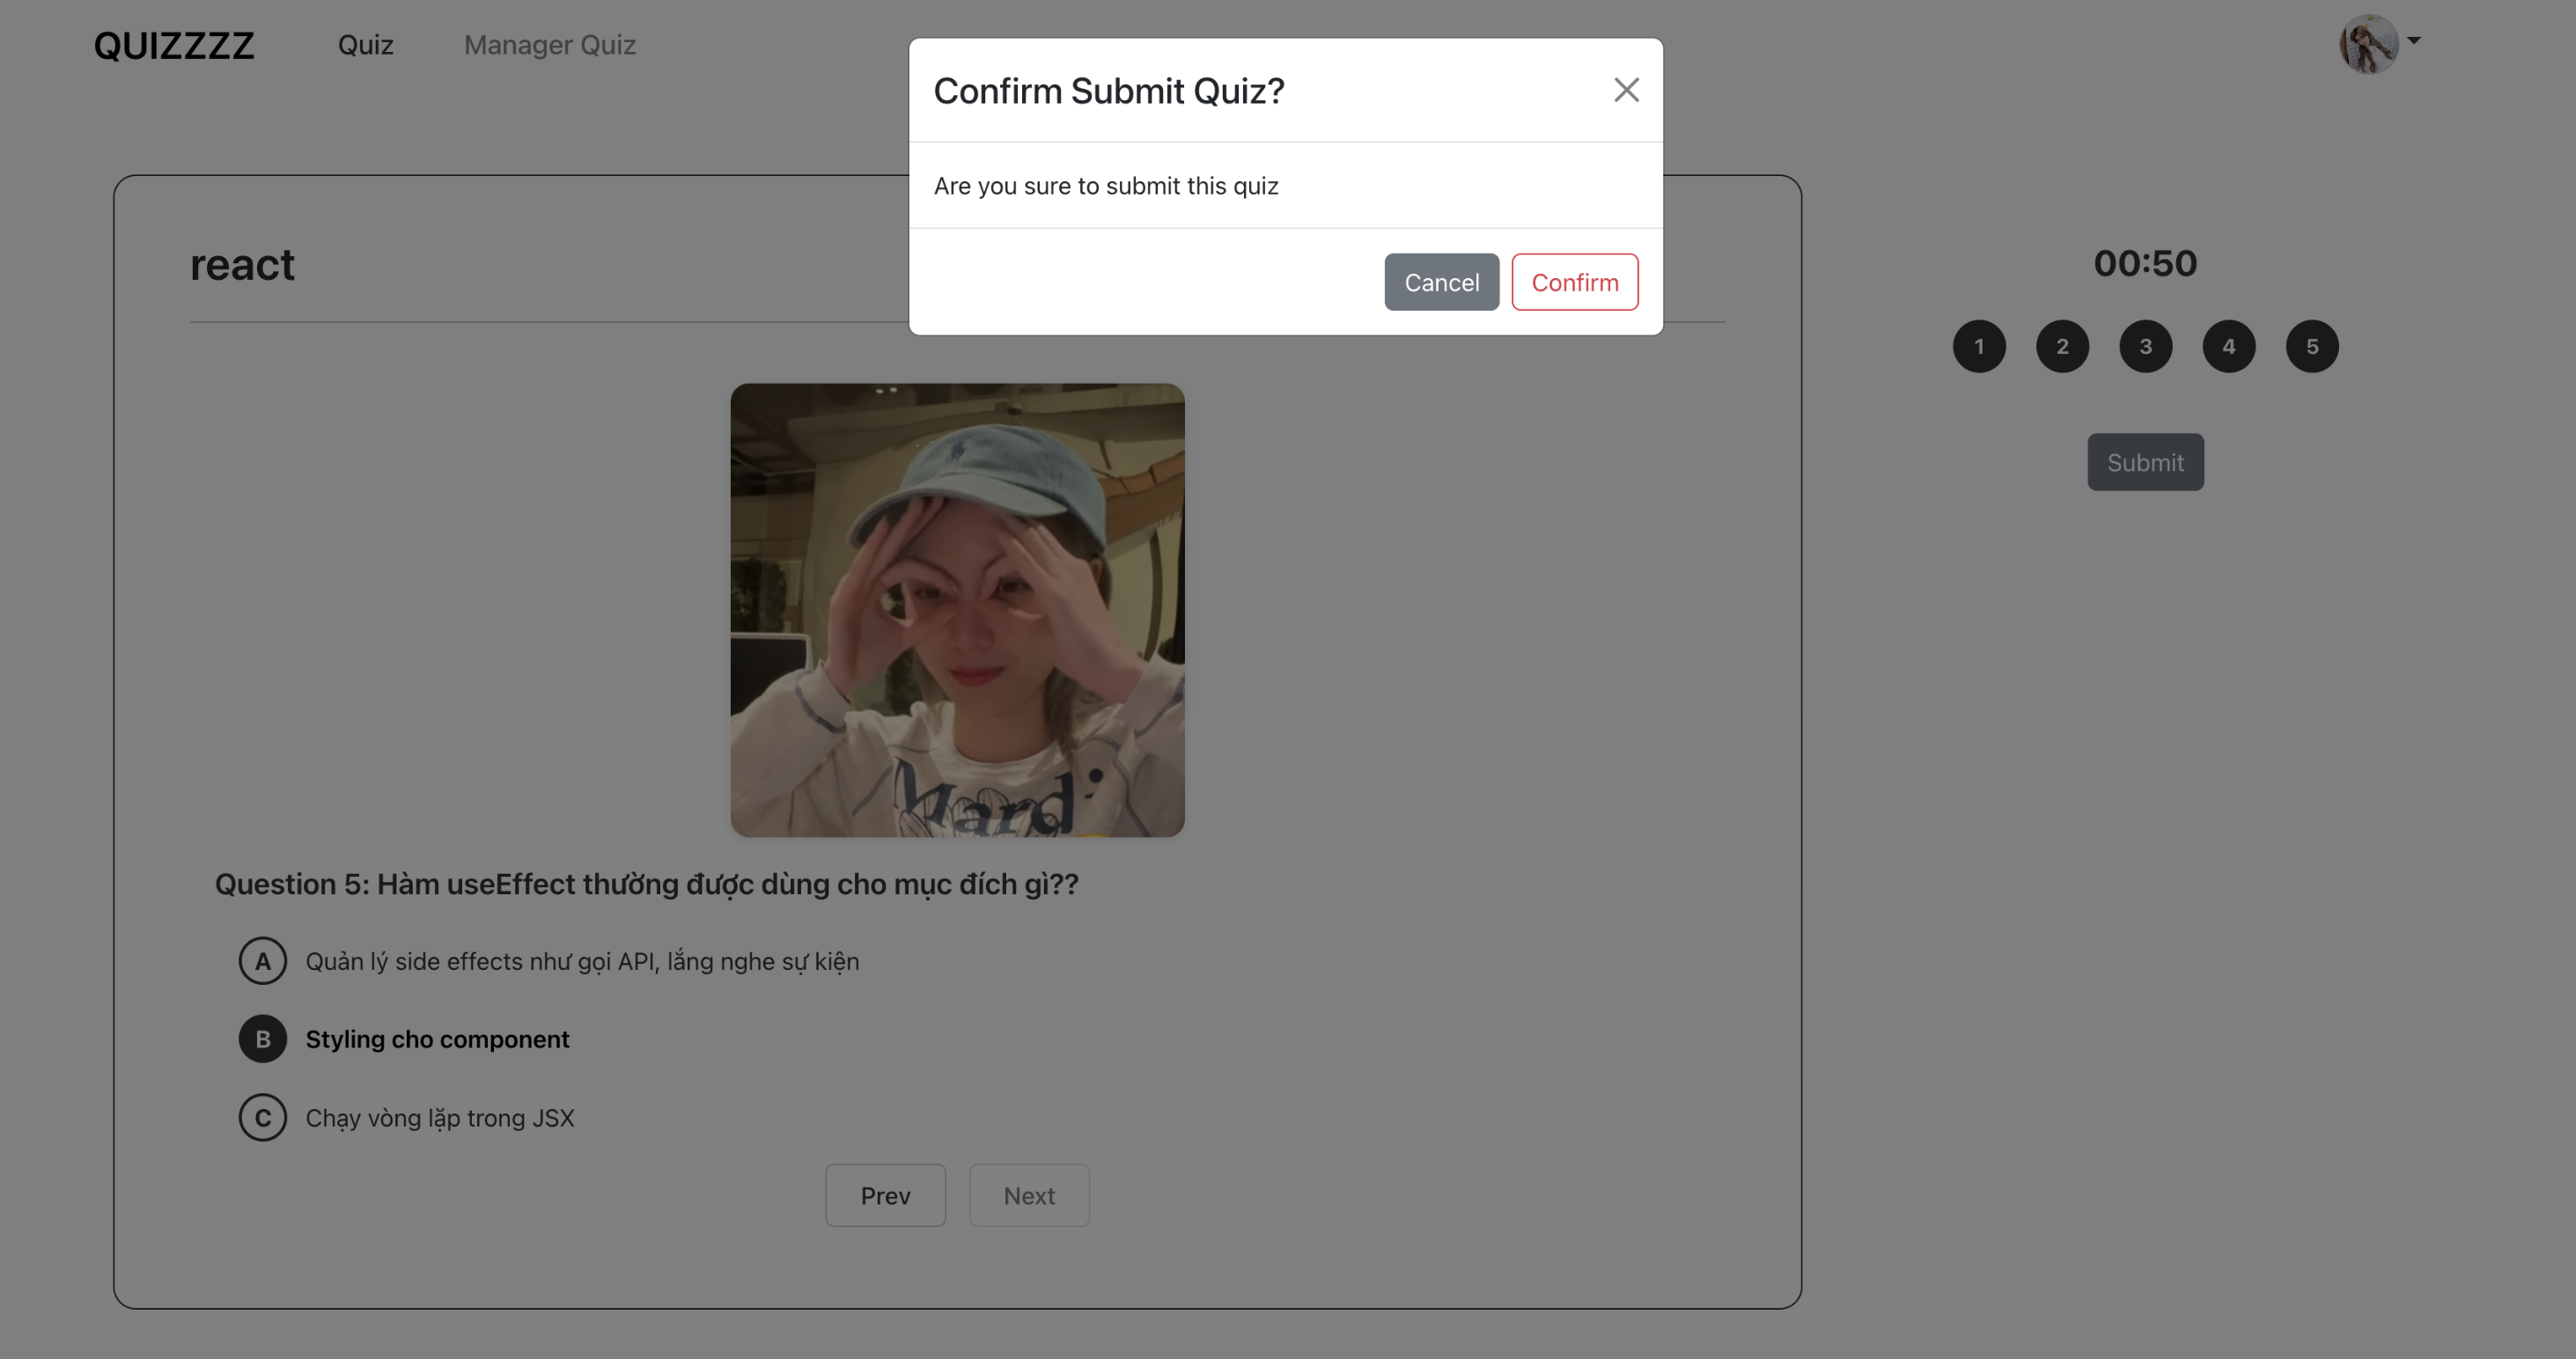 QUIZZZZ Quiz Manager Quiz
Confirm Submit Quiz?
Are you sure to submit this quiz
Cancel Confirm
react
00:50
1 2 3 4 5
Submit
Mard
Question 5: Hàm useEffect thường được dùng cho mục đích gì??
A Quản lý side effects như gọi API, lắng nghe sự kiện
B Styling cho component
C Chạy vòng lặp trong JSX
Prev Next